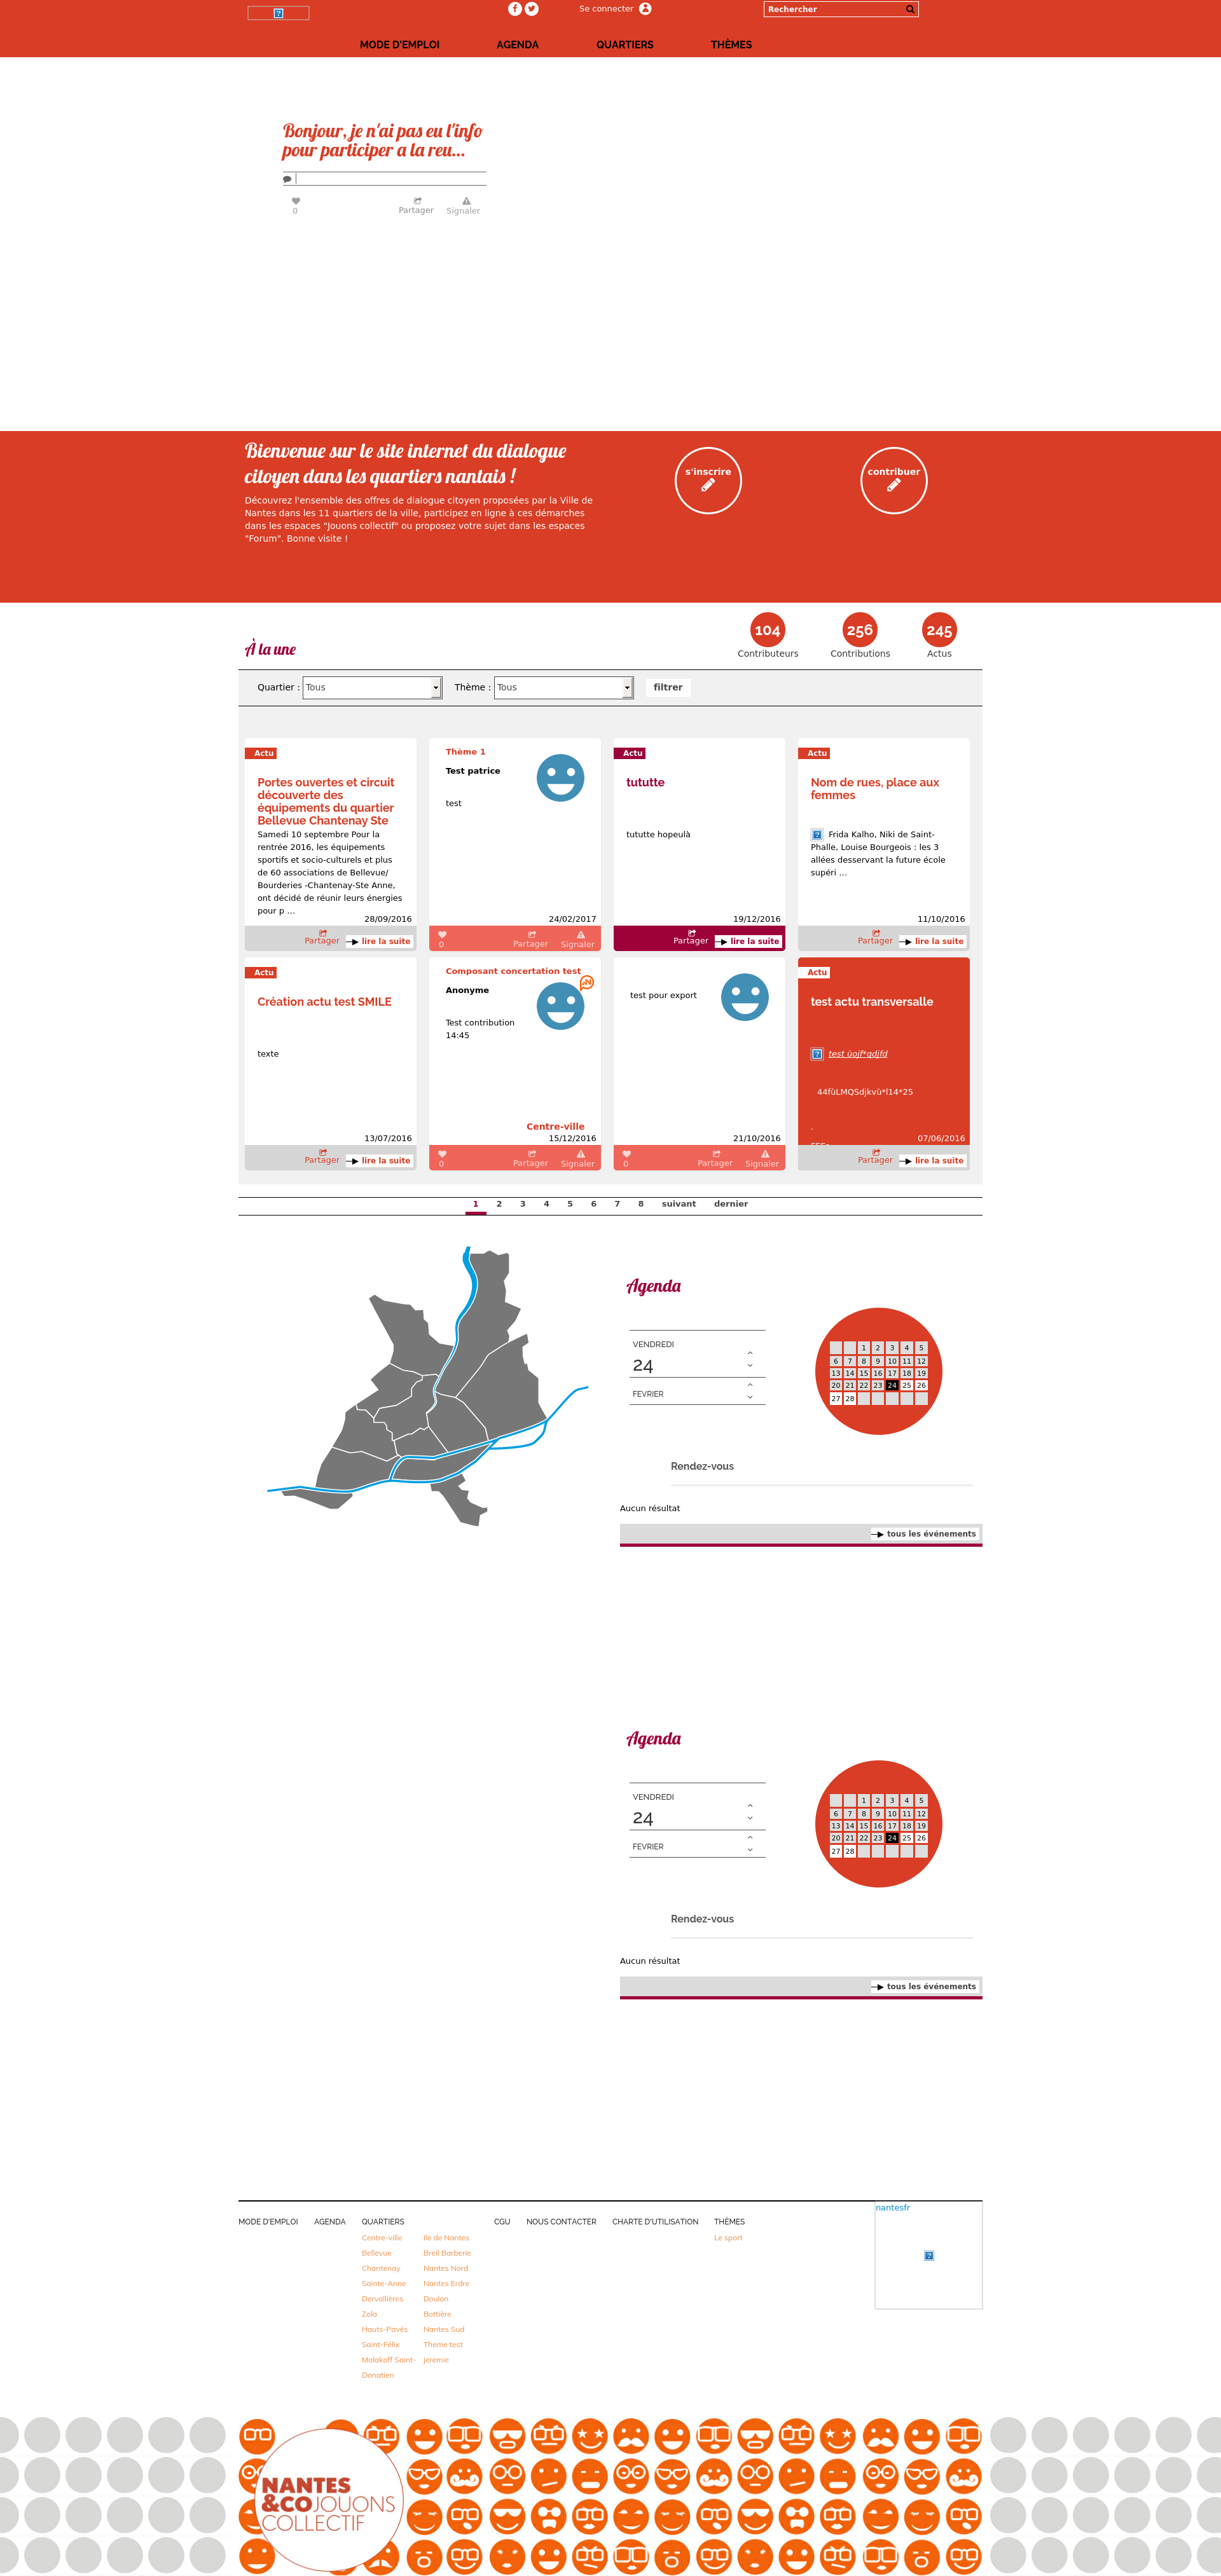 Se connecter
Rechercher
MODE D'EMPLOI
AGENDA
QUARTIERS
THÈMES
Bonjour, je n'ai pas eu l'info
pour participer a la reu...
0
Partager
Signaler
Bienvenue sur le site internet du dialogue
citoyen dans les quartiers nantais !
Découvrez l'ensemble des offres de dialogue citoyen proposées par la Ville de
Nantes dans les 11 quartiers de la ville, participez en ligne à ces démarches
dans les espaces "Jouons collectif" ou proposez votre sujet dans les espaces
"Forum". Bonne visite !
s'inscrire
contribuer
À la une
104
Contributeurs
256
Contributions
245
Actus
Quartier :
Tous
Thème :
Tous
filtrer
Actu
Portes ouvertes et circuit
découverte des
équipements du quartier
Bellevue Chantenay Ste
Samedi 10 septembre Pour la
rentrée 2016, les équipements
sportifs et socio-culturels et plus
de 60 associations de Bellevue/
Bourderies -Chantenay-Ste Anne,
ont décidé de réunir leurs énergies
pour p ...
28/09/2016
Partager
lire la suite
Thème 1
Test patrice
test
24/02/2017
0
Partager
Signaler
Actu
tututte
tututte hopeulà
19/12/2016
Partager
lire la suite
Actu
Nom de rues, place aux
femmes
Frida Kalho, Niki de Saint-
Phalle, Louise Bourgeois : les 3
allées desservant la future école
supéri ...
11/10/2016
Partager
lire la suite
Actu
Création actu test SMILE
texte
13/07/2016
Partager
lire la suite
Composant concertation test
Anonyme
Test contribution
14:45
Centre-ville
15/12/2016
0
Partager
Signaler
test pour export
21/10/2016
0
Partager
Signaler
Actu
test actu transversalle
test ùojf*qdjfd
44fùLMQSdjkvù*l14*25
.
07/06/2016
Partager
lire la suite
1 2 3 4 5 6 7 8 suivant dernier
Agenda
VENDREDI
24
FEVRIER
1 2 3 4 5
6 7 8 9 10 11 12
13 14 15 16 17 18 19
20 21 22 23 24 25 26
27 28
Rendez-vous
Aucun résultat
tous les événements
Agenda
VENDREDI
24
FEVRIER
1 2 3 4 5
6 7 8 9 10 11 12
13 14 15 16 17 18 19
20 21 22 23 24 25 26
27 28
Rendez-vous
Aucun résultat
tous les événements
MODE D'EMPLOI
AGENDA
QUARTIERS
Centre-ville
Bellevue
Chantenay
Sainte-Anne
Dervallières
Zola
Hauts-Pavés
Saint-Félix
Malakoff Saint-
Donatien
Ile de Nantes
Breil Barberie
Nantes Nord
Nantes Erdre
Doulon
Bottière
Nantes Sud
Theme test
jeremie
CGU
NOUS CONTACTER
CHARTE D'UTILISATION
THÈMES
Le sport
nantesfr
NANTES
&CO JOUONS
COLLECTIF